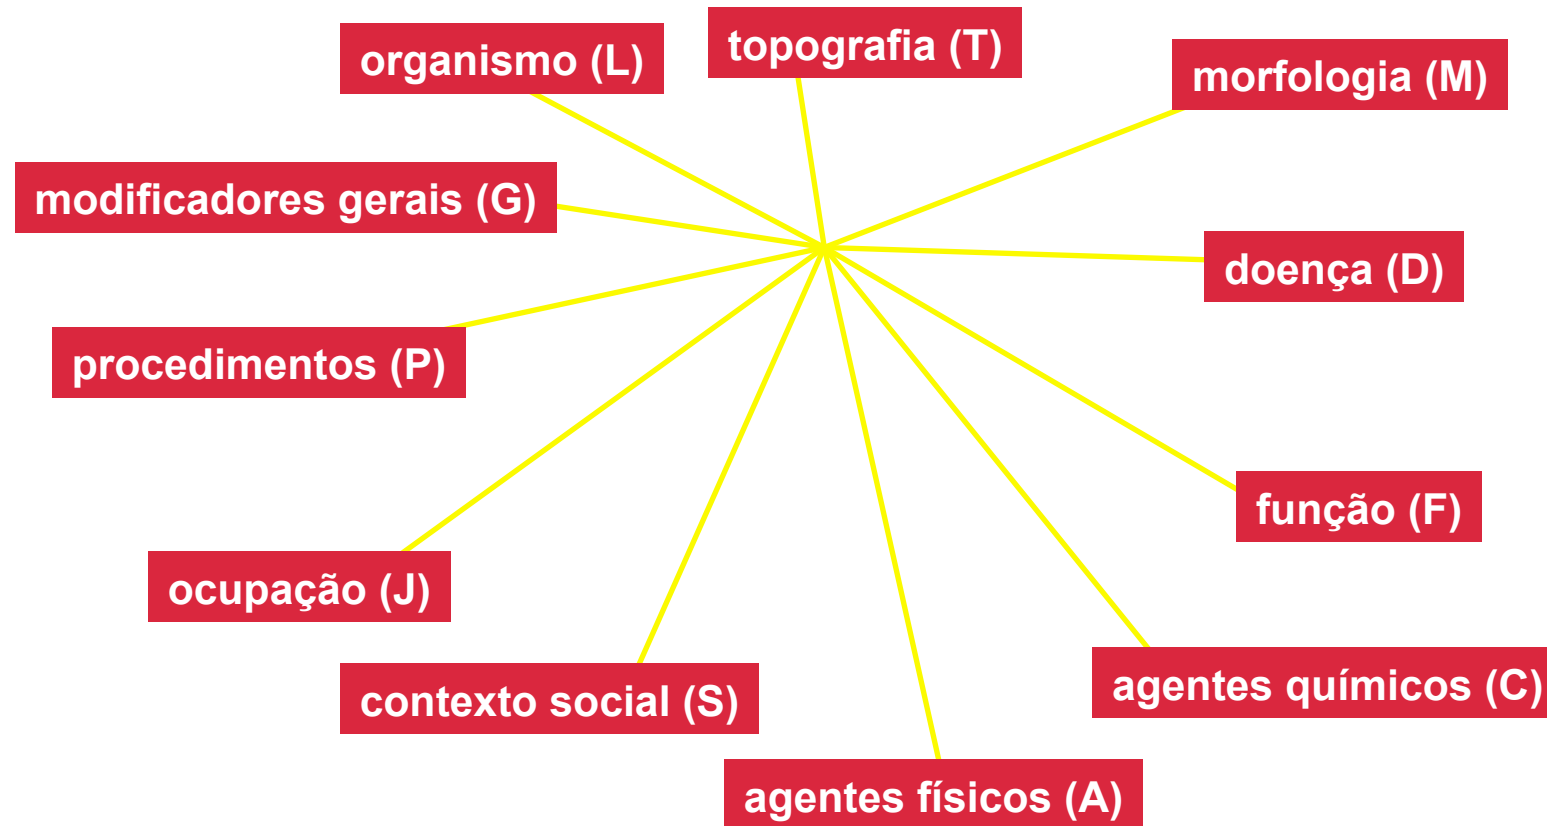 topografia (T)
organismo (L)
morfologia (M)
modificadores gerais (G)
doença (D)
procedimentos (P)
função (F)
ocupação (J)
agentes químicos (C)
contexto social (S)
agentes físicos (A)